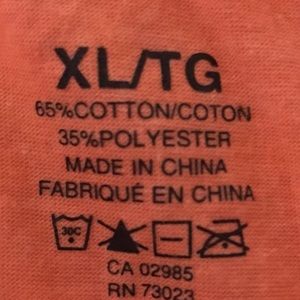 XL/TG
65%COTTON/COTON
35%POLYESTER
MADE IN CHINA
FABRIQUÉ EN CHINA
30C
CA 02985
RN 73023